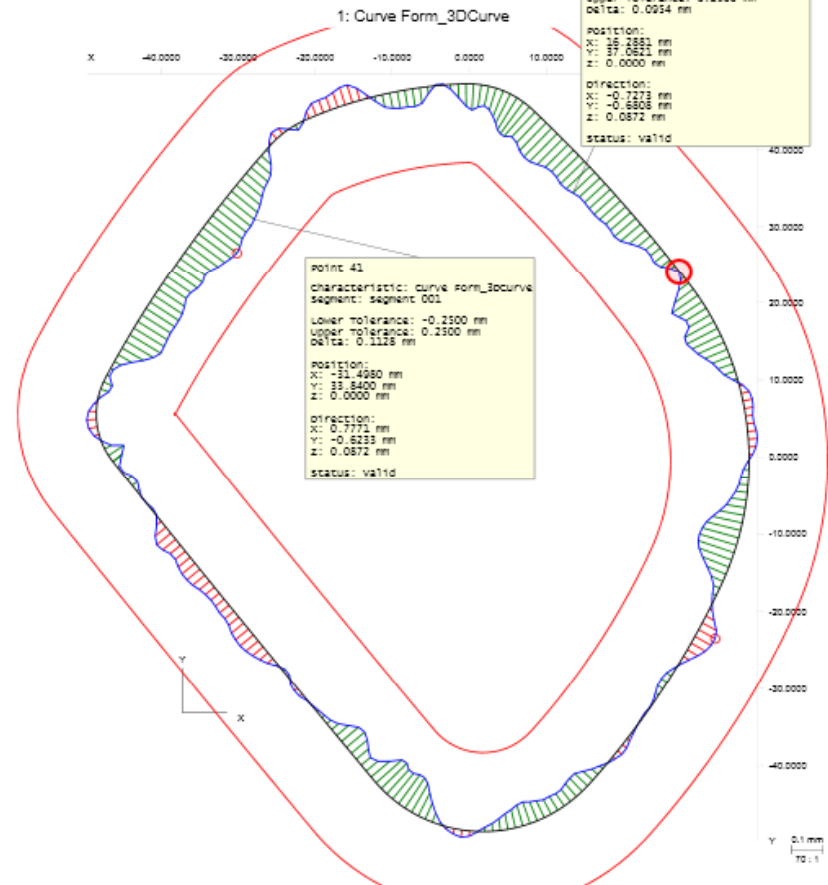 1: Curve Form_3DCurve
Delta: 0.0934 mm
Position:
X: 16.2881 mm
Y: 37.0621 mm
Z: 0.0000 mm
Direction:
X: -0.7273 mm
Y: -0.6808 mm
Z: 0.0872 mm
Status: Valid
X
-40.0000
-30.0000
-20.0000
-10.0000
0.0000
10.0000
40.0000
30.0000
20.0000
10.0000
0.0000
-10.0000
-20.0000
-30.0000
-40.0000
Y
Point 41
Characteristic: Curve Form_3DCurve
Segment: Segment 001
Lower Tolerance: -0.2500 mm
Upper Tolerance: 0.2500 mm
Delta: 0.1128 mm
Position:
X: -31.4980 mm
Y: 33.8400 mm
Z: 0.0000 mm
Direction:
X: 0.7771 mm
Y: -0.6233 mm
Z: 0.0872 mm
Status: Valid
Y
X
0.1 mm
70 : 1